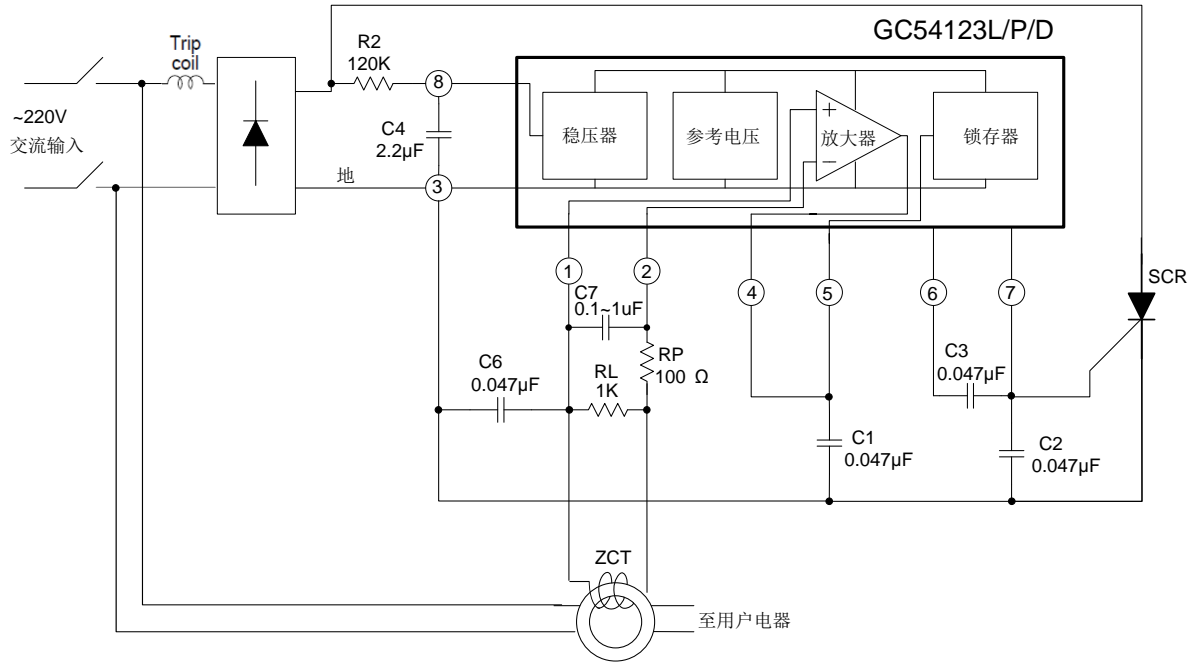 GC54123L/P/D
Trip
coil
R2
120K
8
~220V
交流输入
C4
2.2µF
稳压器
参考电压
+
−
放大器
锁存器
地
3
1
2
4
5
6
7
SCR
C7
0.1~1uF
RP
100 Ω
C6
0.047µF
RL
1K
C3
0.047µF
C1
0.047µF
C2
0.047µF
ZCT
至用户电器